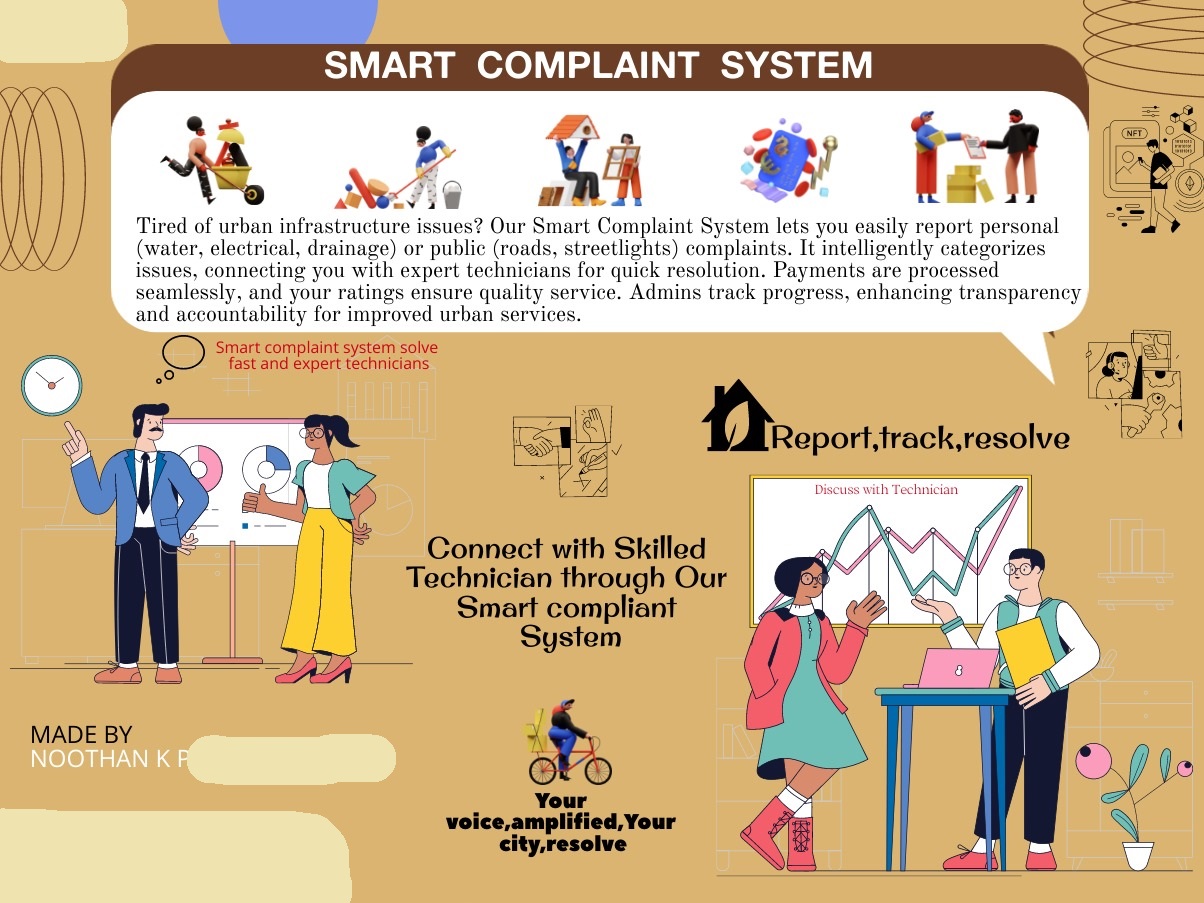 SMART COMPLAINT SYSTEM
Tired of urban infrastructure issues? Our Smart Complaint System lets you easily report personal
(water, electrical, drainage) or public (roads, streetlights) complaints. It intelligently categorizes
issues, connecting you with expert technicians for quick resolution. Payments are processed
seamlessly, and your ratings ensure quality service. Admins track progress, enhancing transparency
and accountability for improved urban services.
NFT
Smart complaint system solve
fast and expert technicians
Report,track,resolve
Discuss with Technician
Connect with Skilled
Technician through Our
Smart compliant
System
MADE BY
NOOTHAN K P
Your
voice,amplified,Your
city,resolve